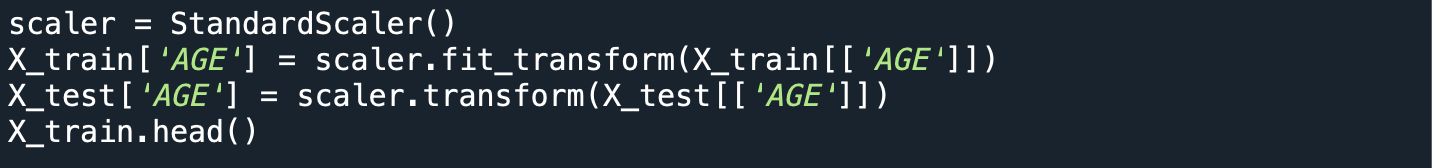 scaler = StandardScaler()
X_train['AGE'] = scaler.fit_transform(X_train[['AGE']])
X_test['AGE'] = scaler.transform(X_test[['AGE']])
X_train.head()